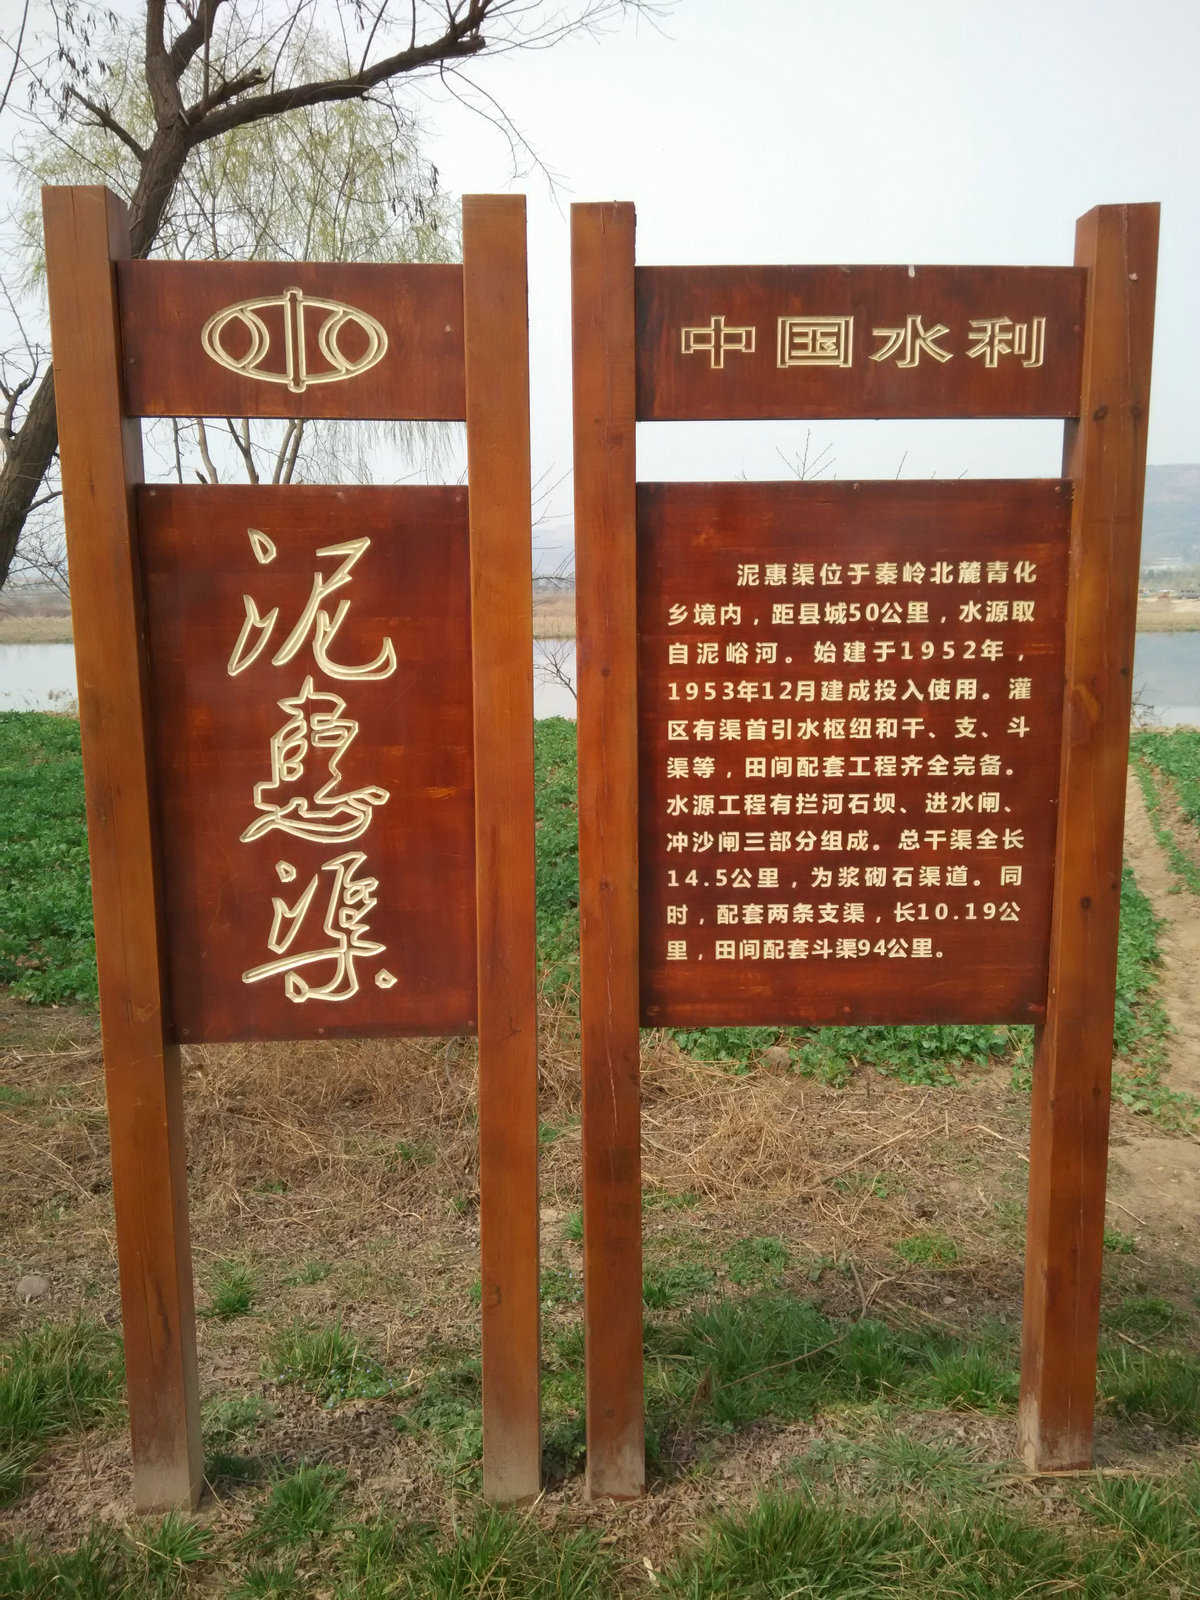 泥惠渠
中国水利
泥惠渠位于秦岭北麓青化
乡境内，距县城50公里，水源取
自泥峪河。始建于1952年，
1953年12月建成投入使用。灌
区有渠首引水枢纽和干、支、斗
渠等，田间配套工程齐全完备。
水源工程有拦河石坝、进水闸、
冲沙闸三部分组成。总干渠全长
14.5公里，为浆砌石渠道。同
时，配套两条支渠，长10.19公
里，田间配套斗渠94公里。